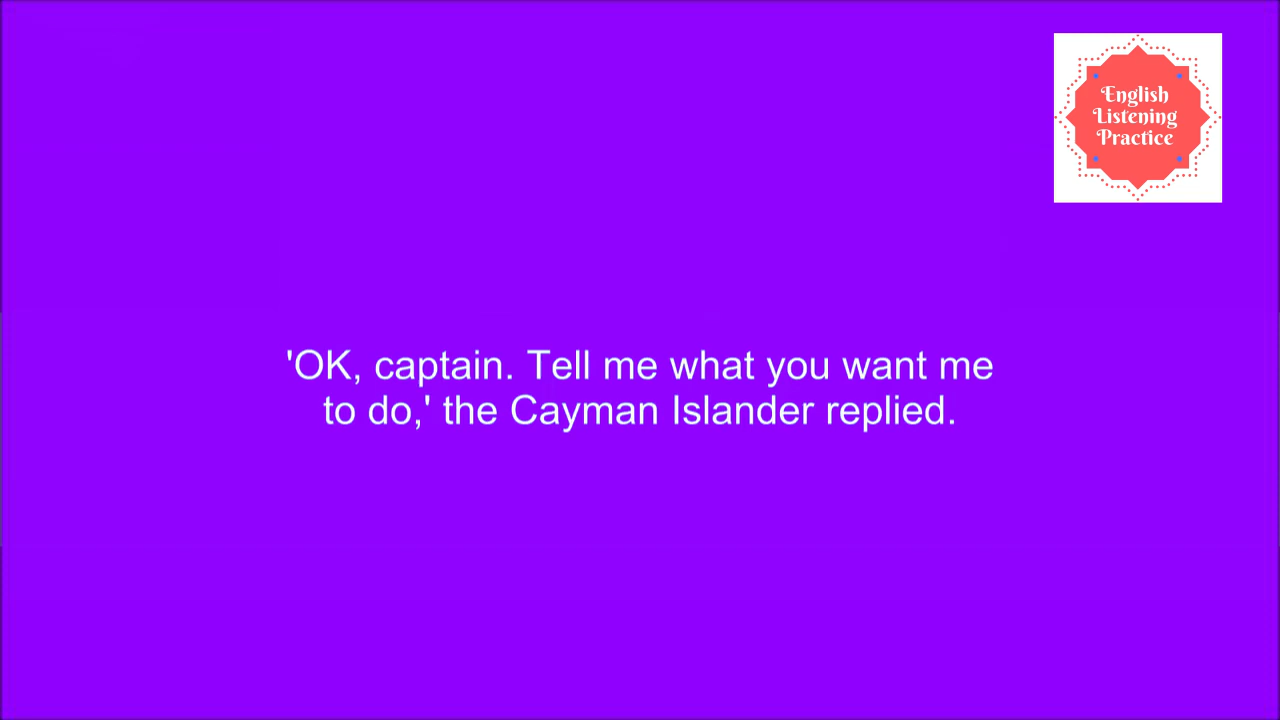 English
Listening
Practice
'OK, captain. Tell me what you want me
to do,' the Cayman Islander replied.